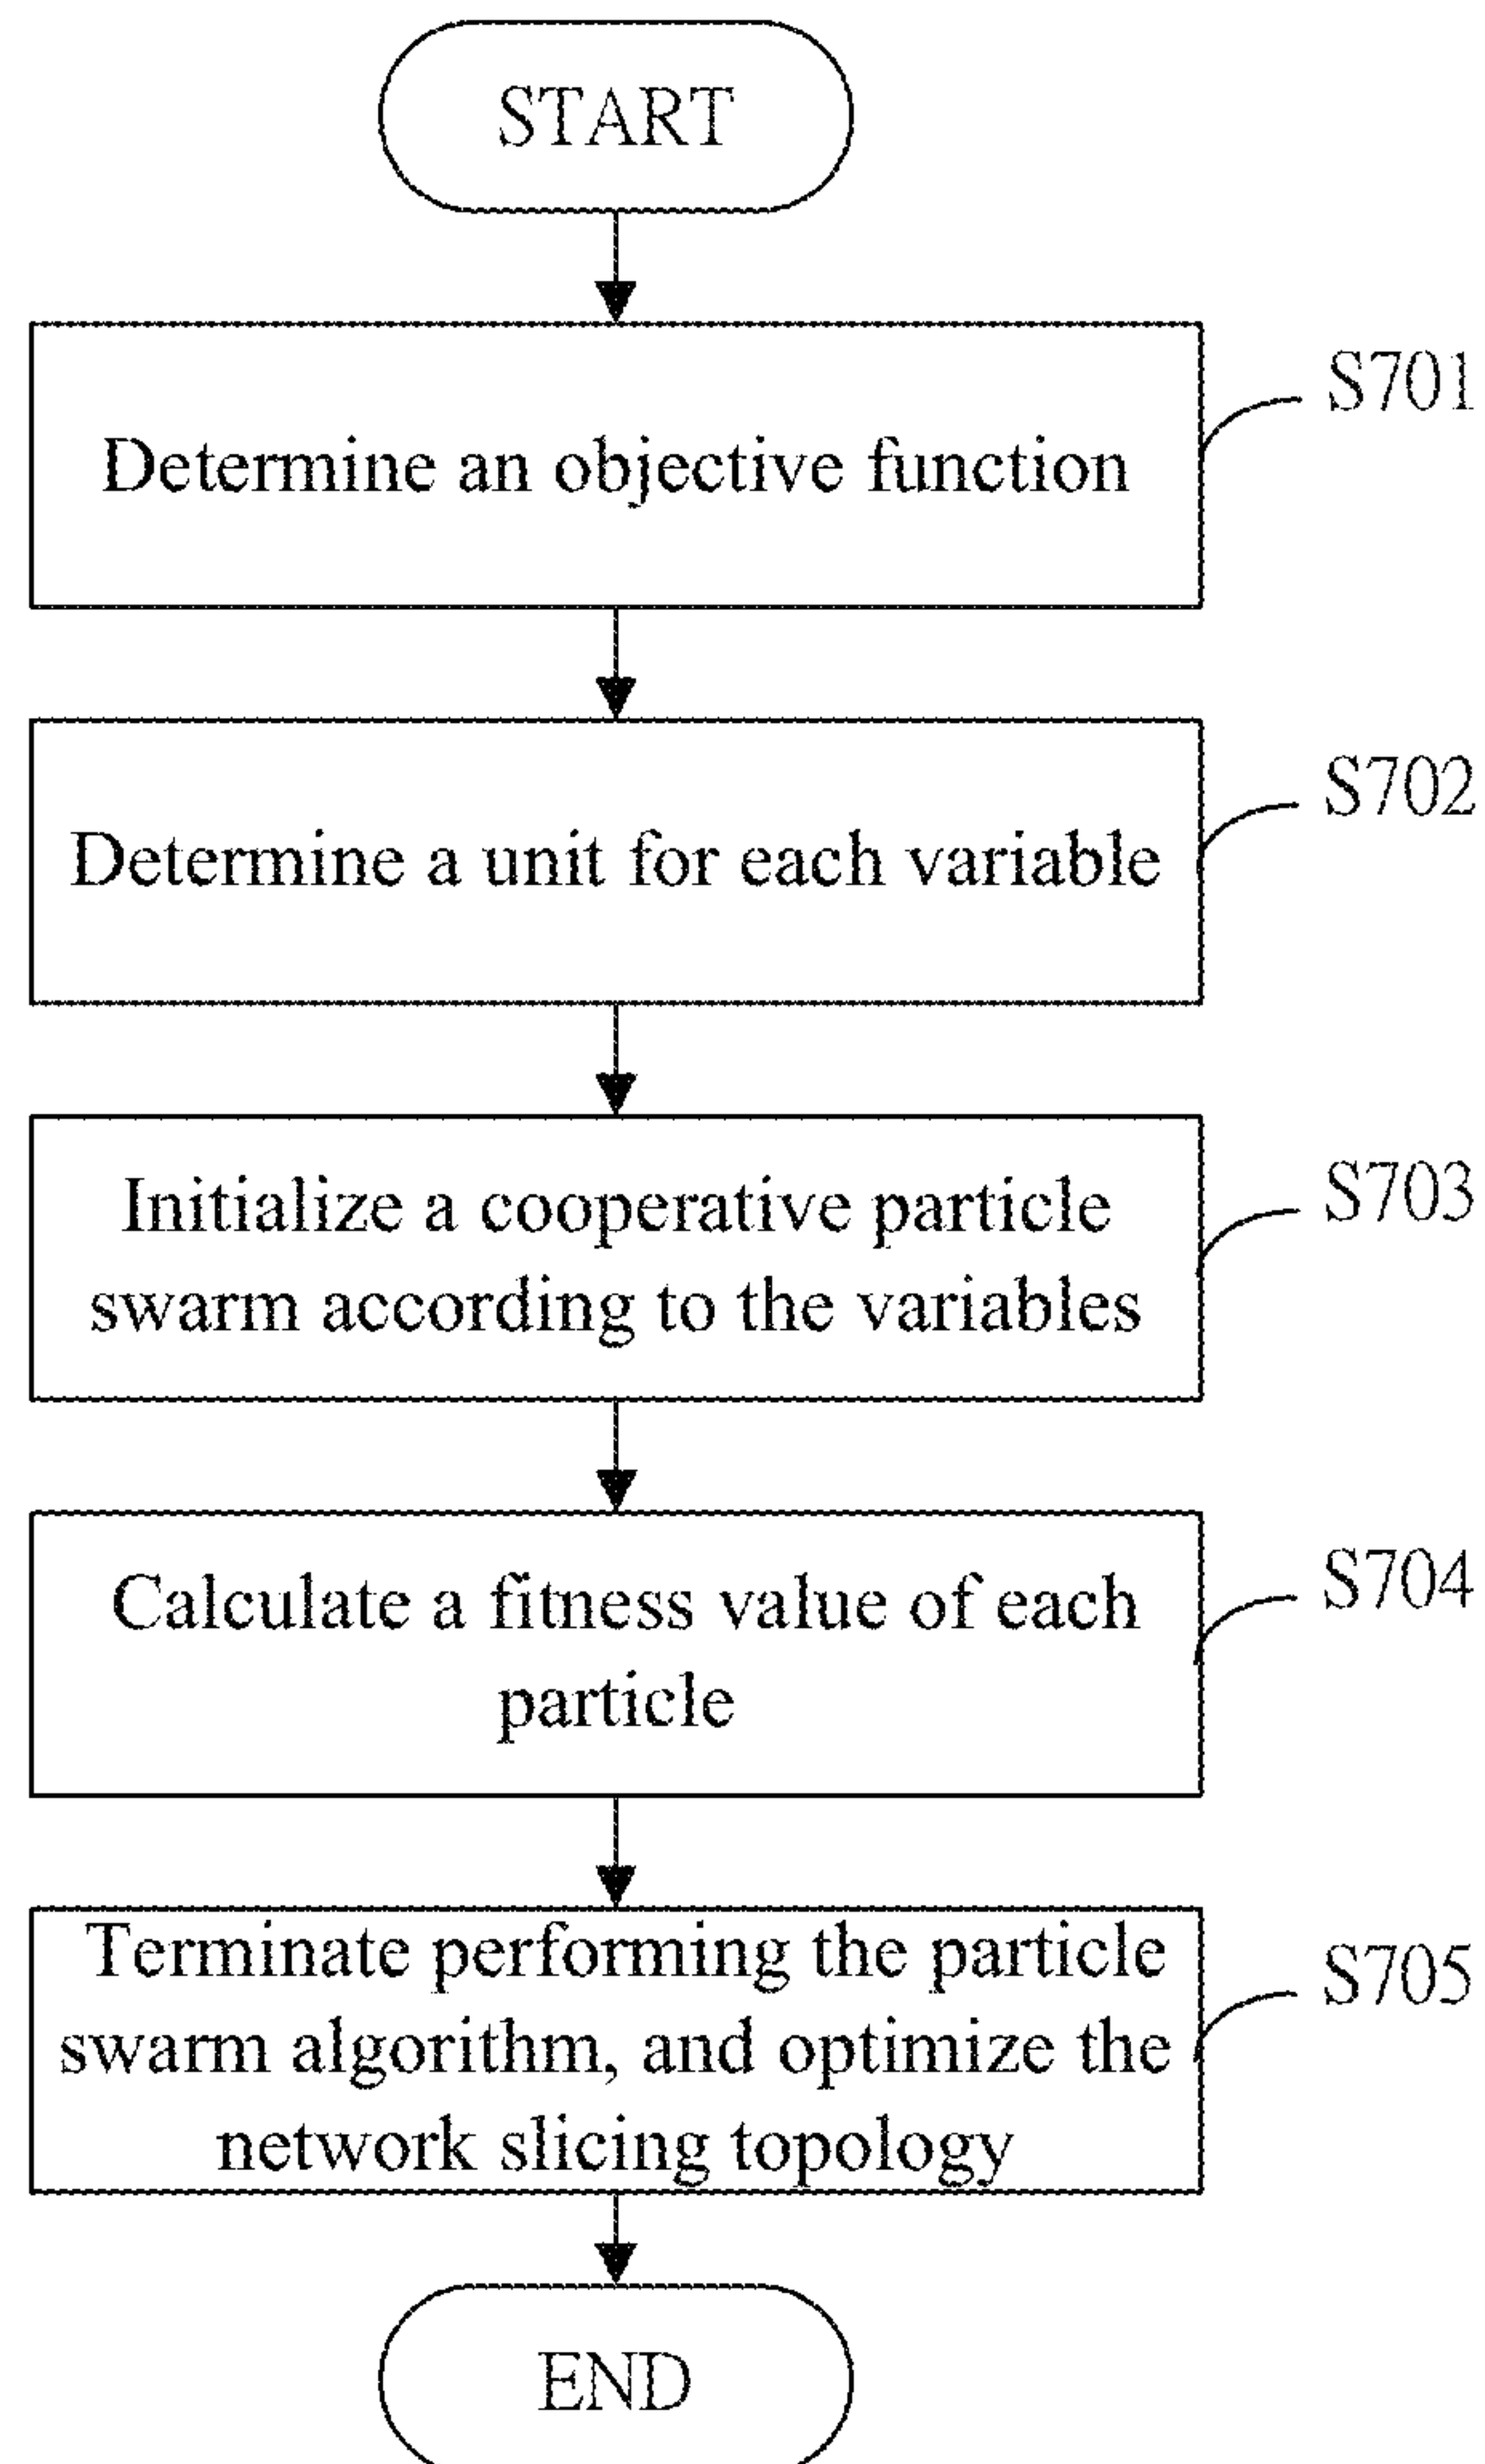 START
S701
Determine an objective function
S702
Determine a unit for each variable
S703
Initialize a cooperative particle
swarm according to the variables
S704
Calculate a fitness value of each
particle
S705
Terminate performing the particle
swarm algorithm, and optimize the
network slicing topology
END